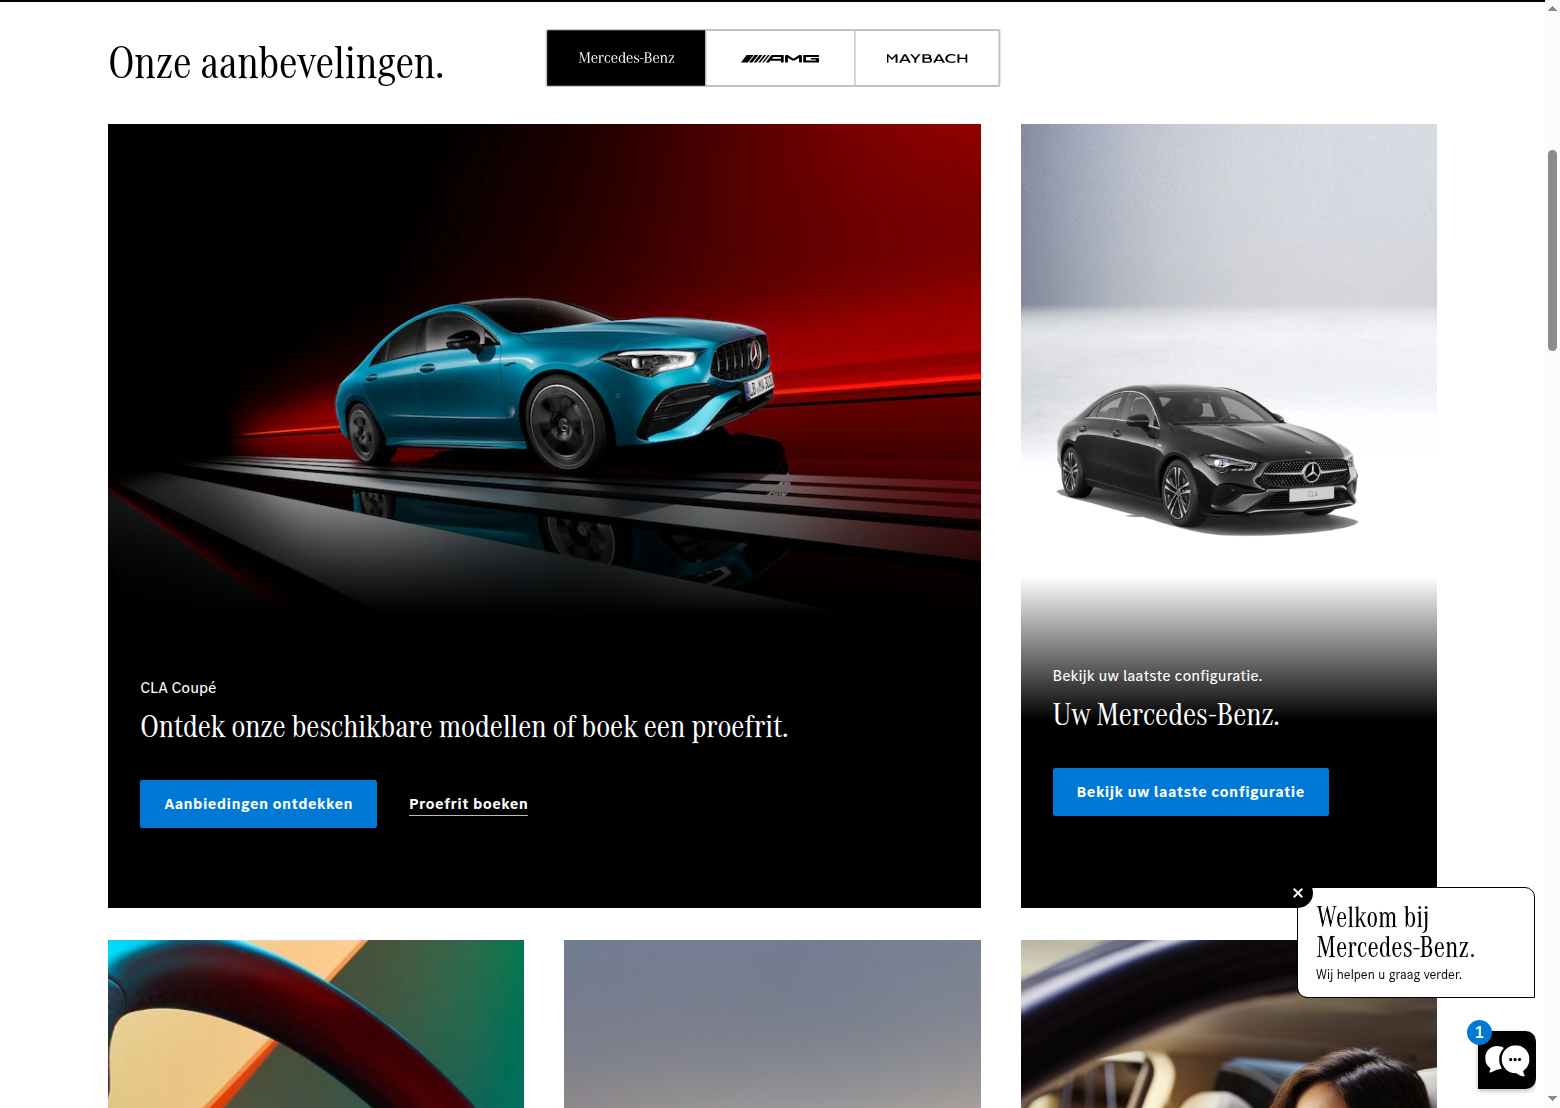 Onze aanbevelingen.
Mercedes-Benz
AMG
MAYBACH
CLA Coupé
Ontdek onze beschikbare modellen of boek een proefrit.
Aanbiedingen ontdekken
Proefrit boeken
CLA
Bekijk uw laatste configuratie.
Uw Mercedes-Benz.
Bekijk uw laatste configuratie
Welkom bij
Mercedes-Benz.
Wij helpen u graag verder.
1